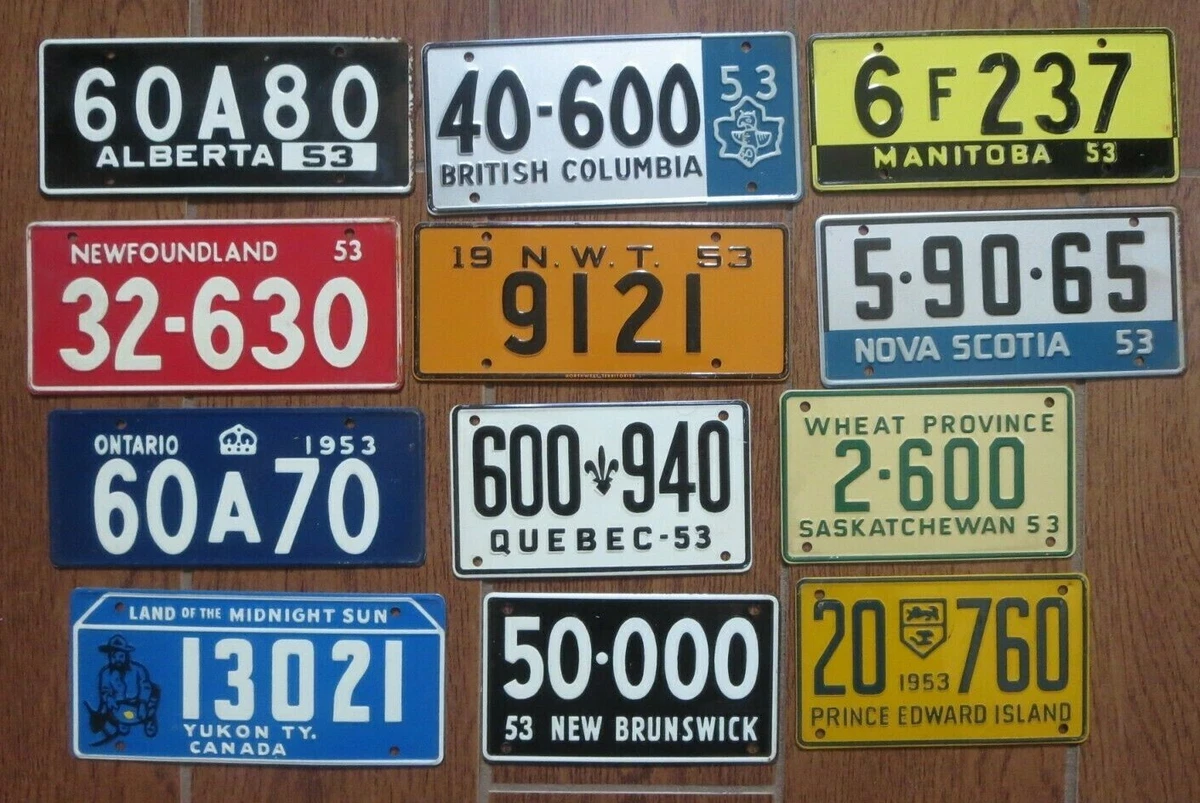 60A80
ALBERTA 53
40-600 53
BRITISH COLUMBIA
6 F 237
MANITOBA 53
NEWFOUNDLAND 53
32-630
19 N.W.T. 53
9121
NORTHWEST TERRITORIES
5·90·65
NOVA SCOTIA 53
ONTARIO 1953
60A70
600 940
QUEBEC-53
WHEAT PROVINCE
2·600
SASKATCHEWAN 53
LAND OF THE MIDNIGHT SUN
13021
YUKON TY.
CANADA
50·000
53 NEW BRUNSWICK
20 760
1953
PRINCE EDWARD ISLAND